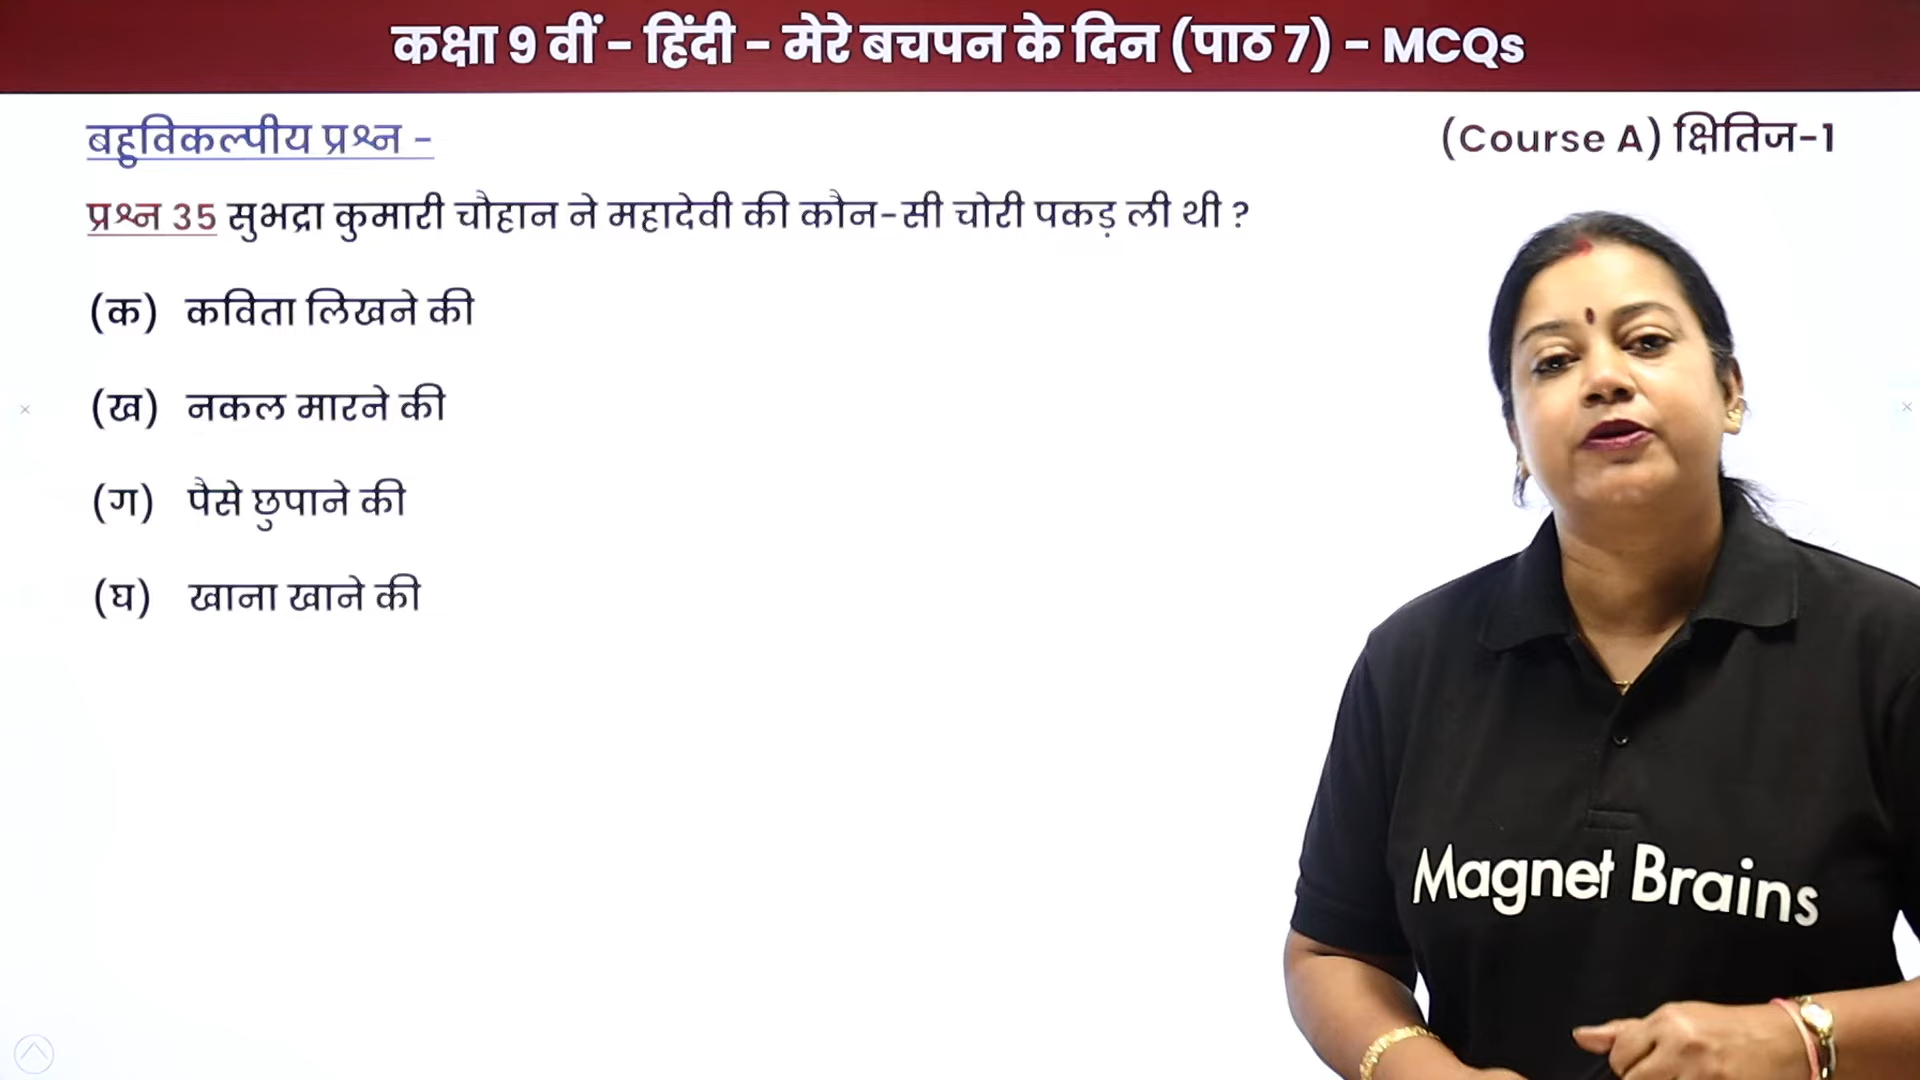 कक्षा 9 वीं - हिंदी - मेरे बचपन के दिन (पाठ 7) - MCQs
बहुविकल्पीय प्रश्न -
(Course A) क्षितिज-1
प्रश्न 35 सुभद्रा कुमारी चौहान ने महादेवी की कौन-सी चोरी पकड़ ली थी ?
(क) कविता लिखने की
(ख) नकल मारने की
(ग) पैसे छुपाने की
(घ) खाना खाने की
Magnet Brains